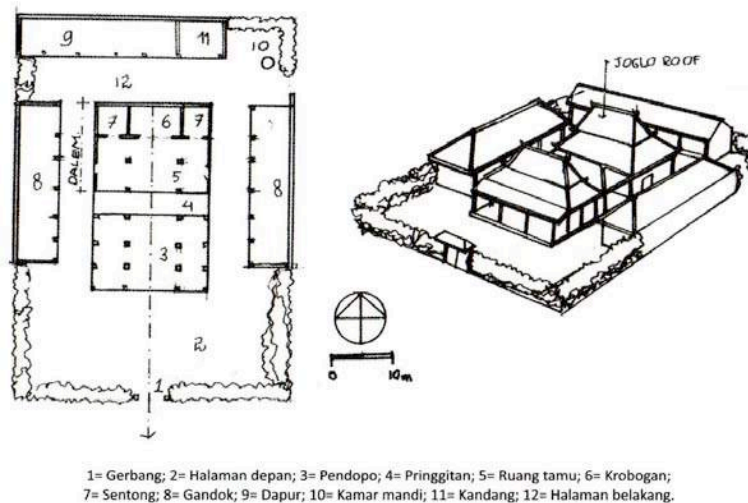 9
11
10
12
7
6
7
DALEM
8
5
8
4
3
2
1
0 10m
JOGLO ROOF
1= Gerbang; 2= Halaman depan; 3= Pendopo; 4= Pringgitan; 5= Ruang tamu; 6= Krobogan;
7= Sentong; 8= Gandok; 9= Dapur; 10= Kamar mandi; 11= Kandang; 12= Halaman belakang.